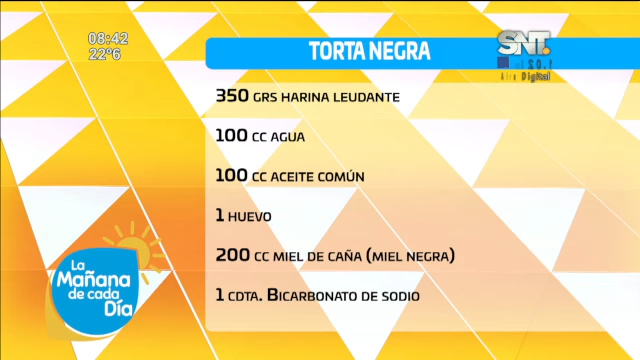 08:42
22°6
TORTA NEGRA
SNT
Digital
350 GRS HARINA LEUDANTE
100 CC AGUA
100 CC ACEITE COMÚN
1 HUEVO
200 CC MIEL DE CAÑA (MIEL NEGRA)
1 CDTA. BICARBONATO DE SODIO
La
Mañana
de cada
Día